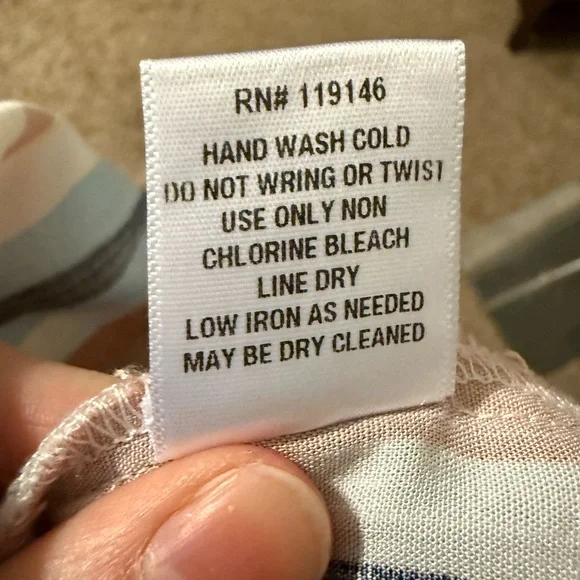 RN# 119146
HAND WASH COLD
DO NOT WRING OR TWIST
USE ONLY NON
CHLORINE BLEACH
LINE DRY
LOW IRON AS NEEDED
MAY BE DRY CLEANED